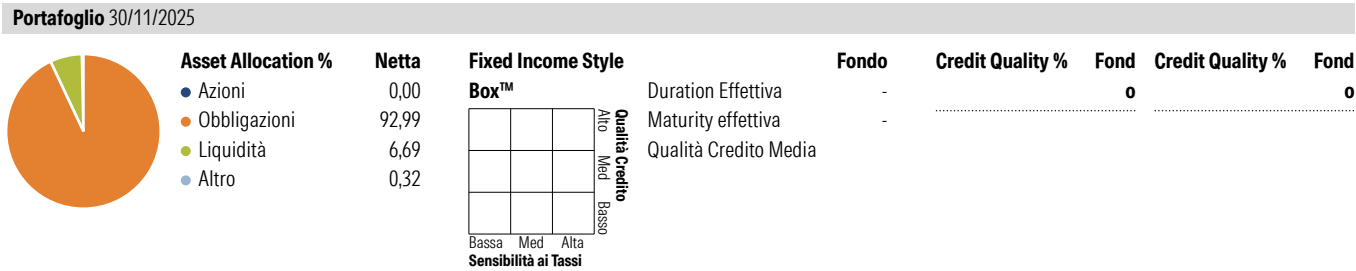 Portafoglio 30/11/2025
Asset Allocation % Netta
Azioni 0,00
Obbligazioni 92,99
Liquidità 6,69
Altro 0,32
Fixed Income Style
Box™
Alto Med Basso
Qualità Credito
Bassa Med Alta
Sensibilità ai Tassi
Fondo
Duration Effettiva -
Maturity effettiva -
Qualità Credito Media
Credit Quality % Fond
o
Credit Quality % Fond
o